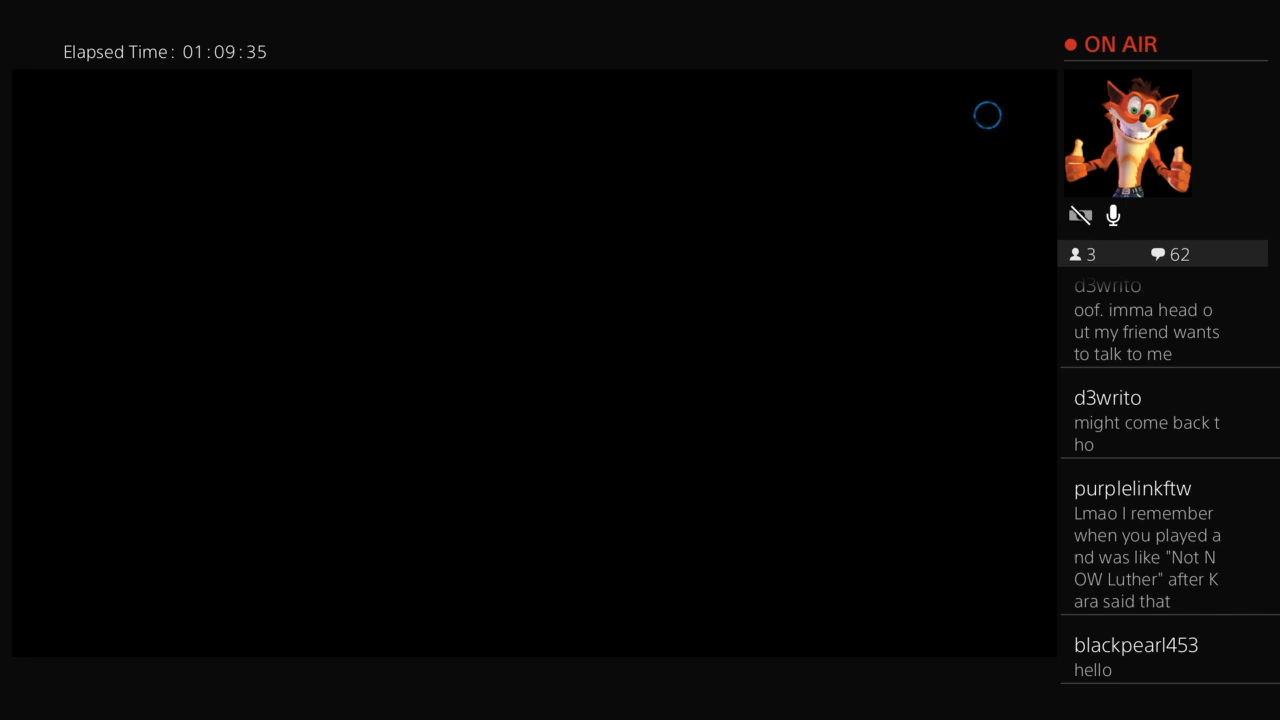 Elapsed Time: 01:09:35
ON AIR
3 62
d3writo
oof. imma head o
ut my friend wants
to talk to me
d3writo
might come back t
ho
purplelinkftw
Lmao I remember
when you played a
nd was like "Not N
OW Luther" after K
ara said that
blackpearl453
hello